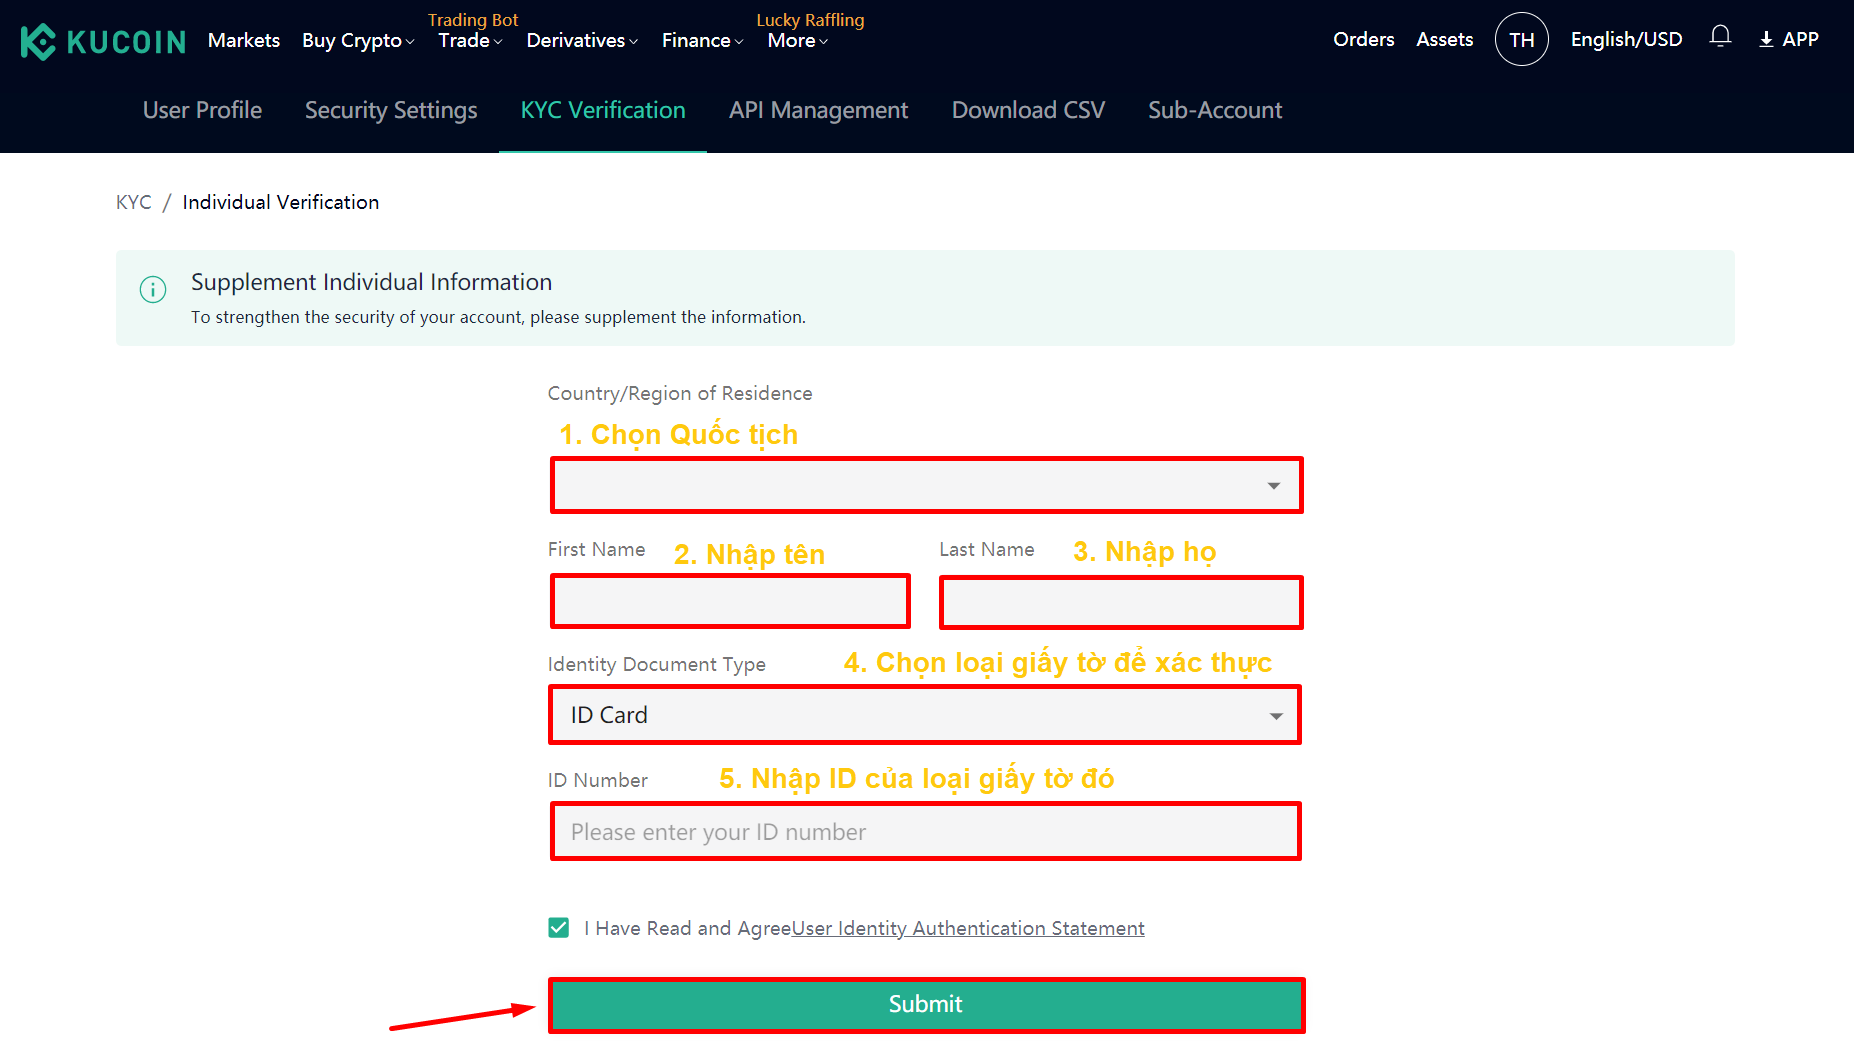 Trading Bot Lucky Raffling
KUCOIN Markets Buy Crypto Trade Derivatives Finance More Orders Assets TH English/USD APP
User Profile Security Settings KYC Verification API Management Download CSV Sub-Account
KYC / Individual Verification
Supplement Individual Information
To strengthen the security of your account, please supplement the information.
Country/Region of Residence
1. Chọn Quốc tịch
First Name 2. Nhập tên Last Name 3. Nhập họ
Identity Document Type 4. Chọn loại giấy tờ để xác thực
ID Card
ID Number 5. Nhập ID của loại giấy tờ đó
Please enter your ID number
I Have Read and AgreeUser Identity Authentication Statement
Submit